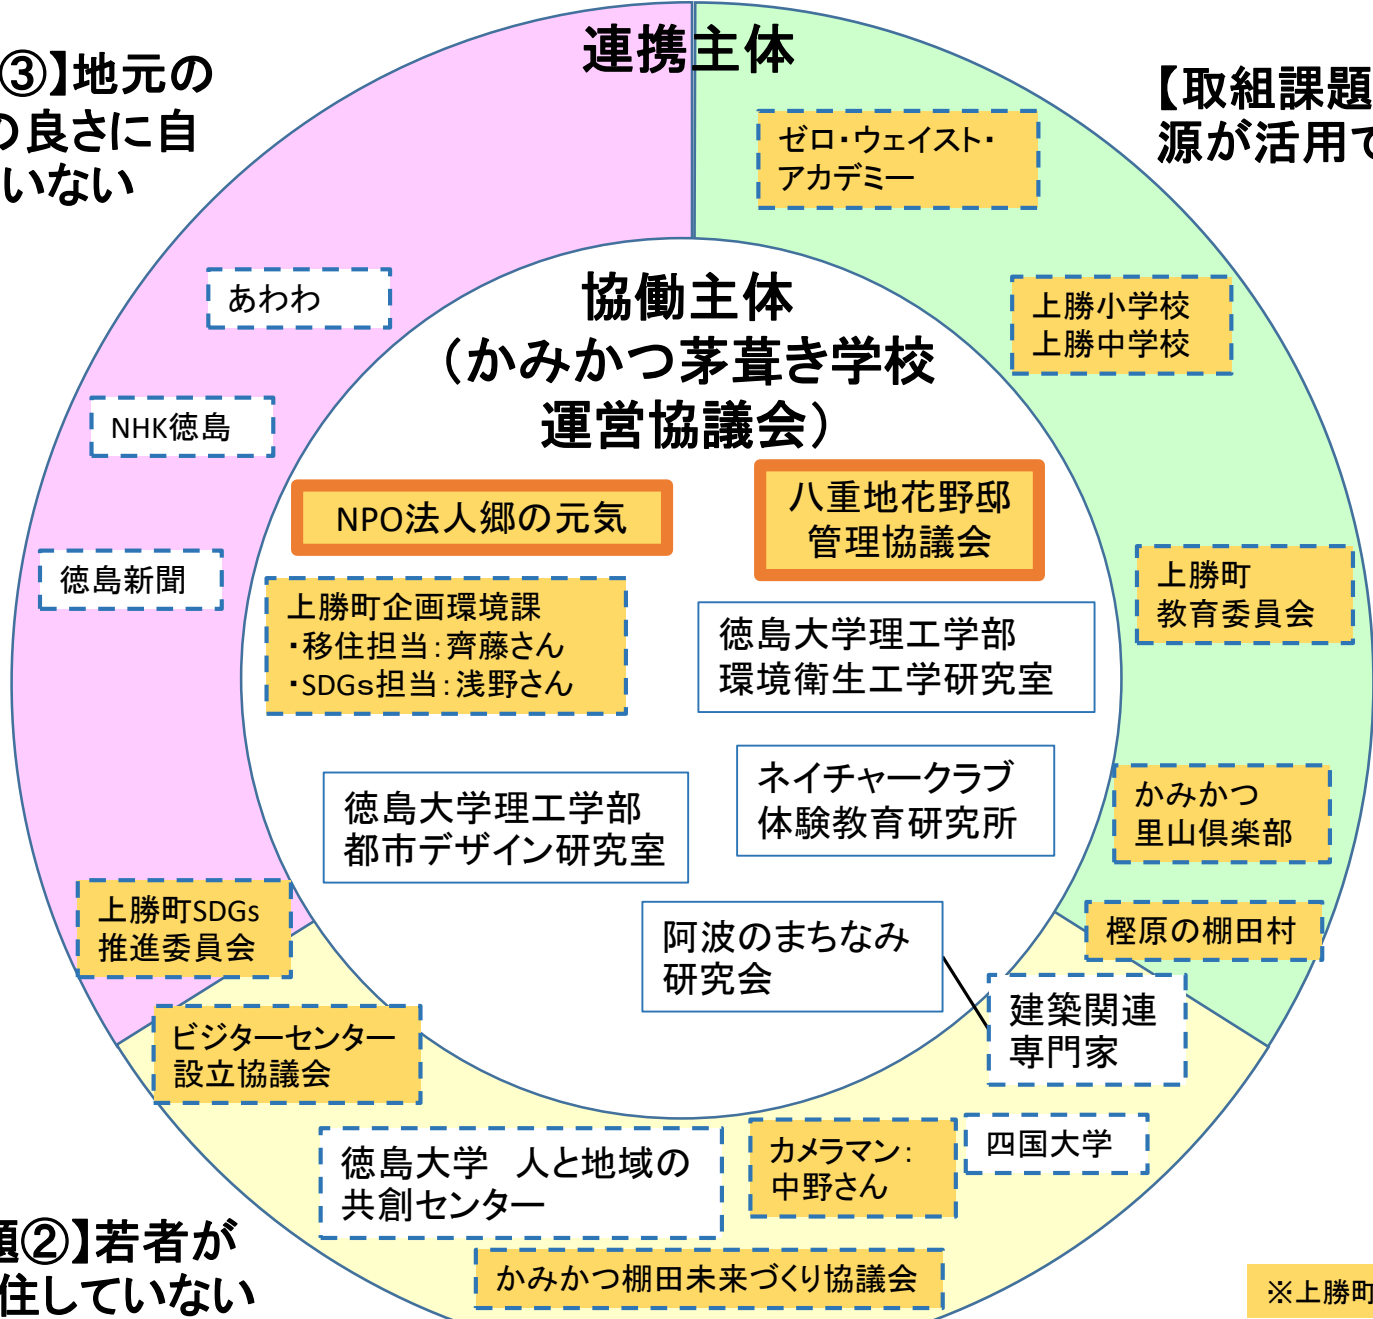 連携主体
③】地元の
の良さに自
いない
【取組課題
源が活用で
ゼロ・ウェイスト・
アカデミー
あわわ
上勝小学校
上勝中学校
協働主体
（かみかつ茅葺き学校
運営協議会）
NHK徳島
NPO法人郷の元気
八重地花野邸
管理協議会
徳島新聞
上勝町
教育委員会
上勝町企画環境課
・移住担当：齊藤さん
・SDGs担当：浅野さん
徳島大学理工学部
環境衛生工学研究室
徳島大学理工学部
都市デザイン研究室
ネイチャークラブ
体験教育研究所
かみかつ
里山倶楽部
上勝町SDGs
推進委員会
阿波のまちなみ
研究会
樫原の棚田村
建築関連
専門家
ビジターセンター
設立協議会
徳島大学　人と地域の
共創センター
カメラマン：
中野さん
四国大学
題②】若者が
住していない
かみかつ棚田未来づくり協議会
※上勝町